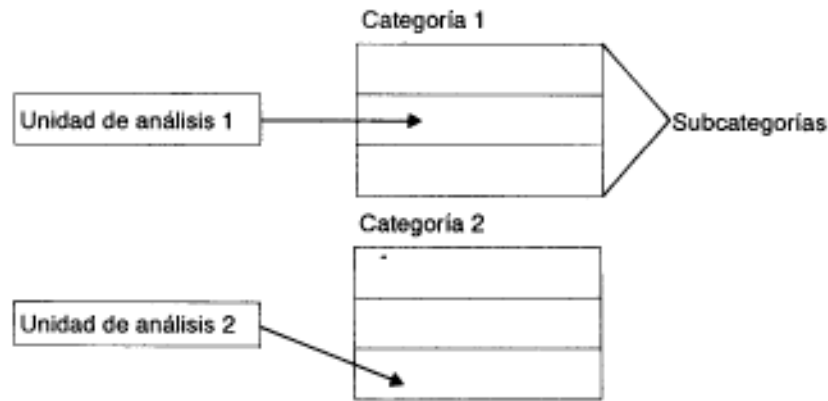 Categoría 1
Unidad de análisis 1
Subcategorías
Categoría 2
Unidad de análisis 2